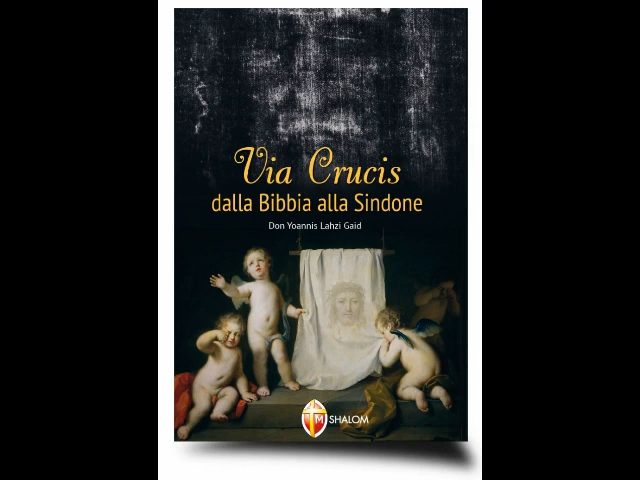 Via Crucis
dalla Bibbia alla Sindone
Don Yoannis Lahzi Gaid
M SHALOM